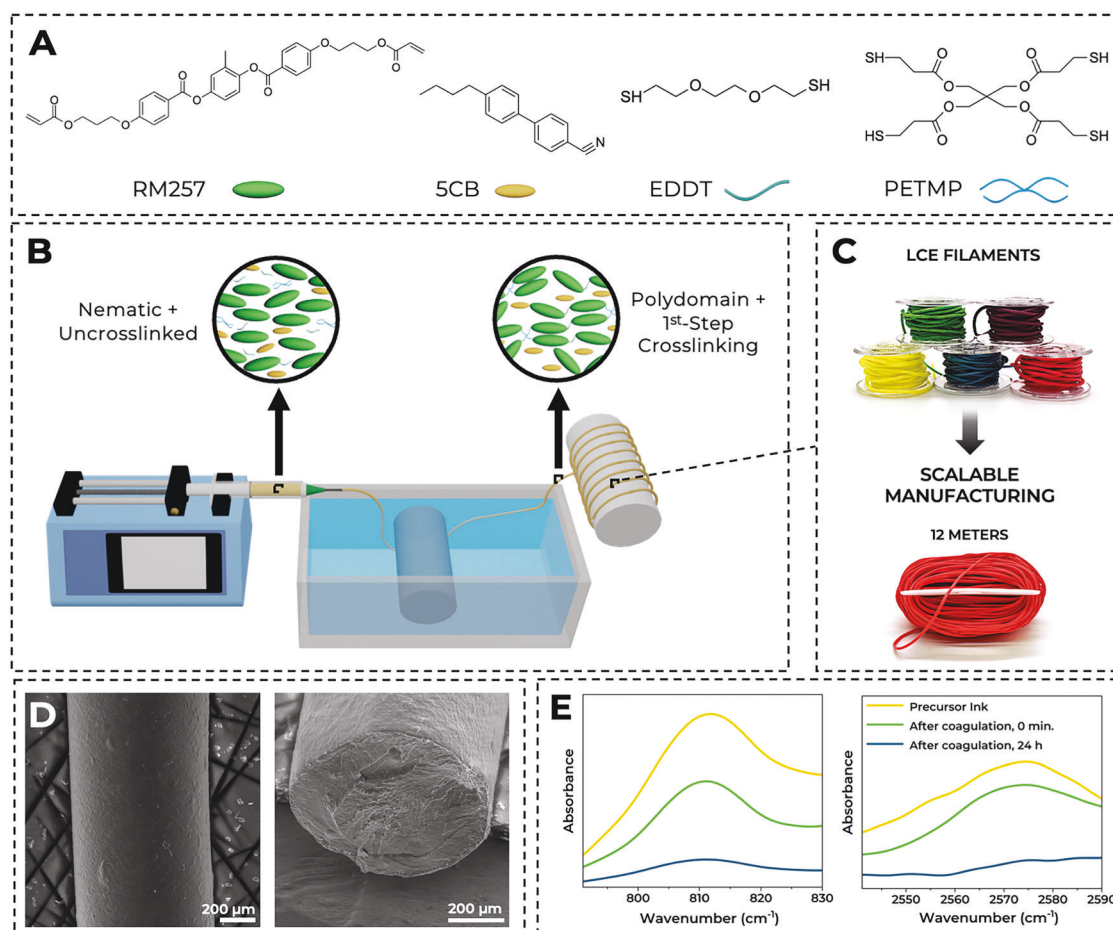 A
O
O
O
O
O
O
O
O
O
O
N
SH
O
O
SH
SH
O
O
O
O
SH
HS
O
O
O
O
SH
RM257
5CB
EDDT
PETMP
B
Nematic +
Uncrosslinked
Polydomain +
1st-Step
Crosslinking
C
LCE FILAMENTS
SCALABLE
MANUFACTURING
12 METERS
D
200 µm
200 µm
E
Absorbance
800
810
820
830
Wavenumber (cm-1)
Precursor Ink
After coagulation, 0 min.
After coagulation, 24 h
Absorbance
2550
2560
2570
2580
2590
Wavenumber (cm-1)